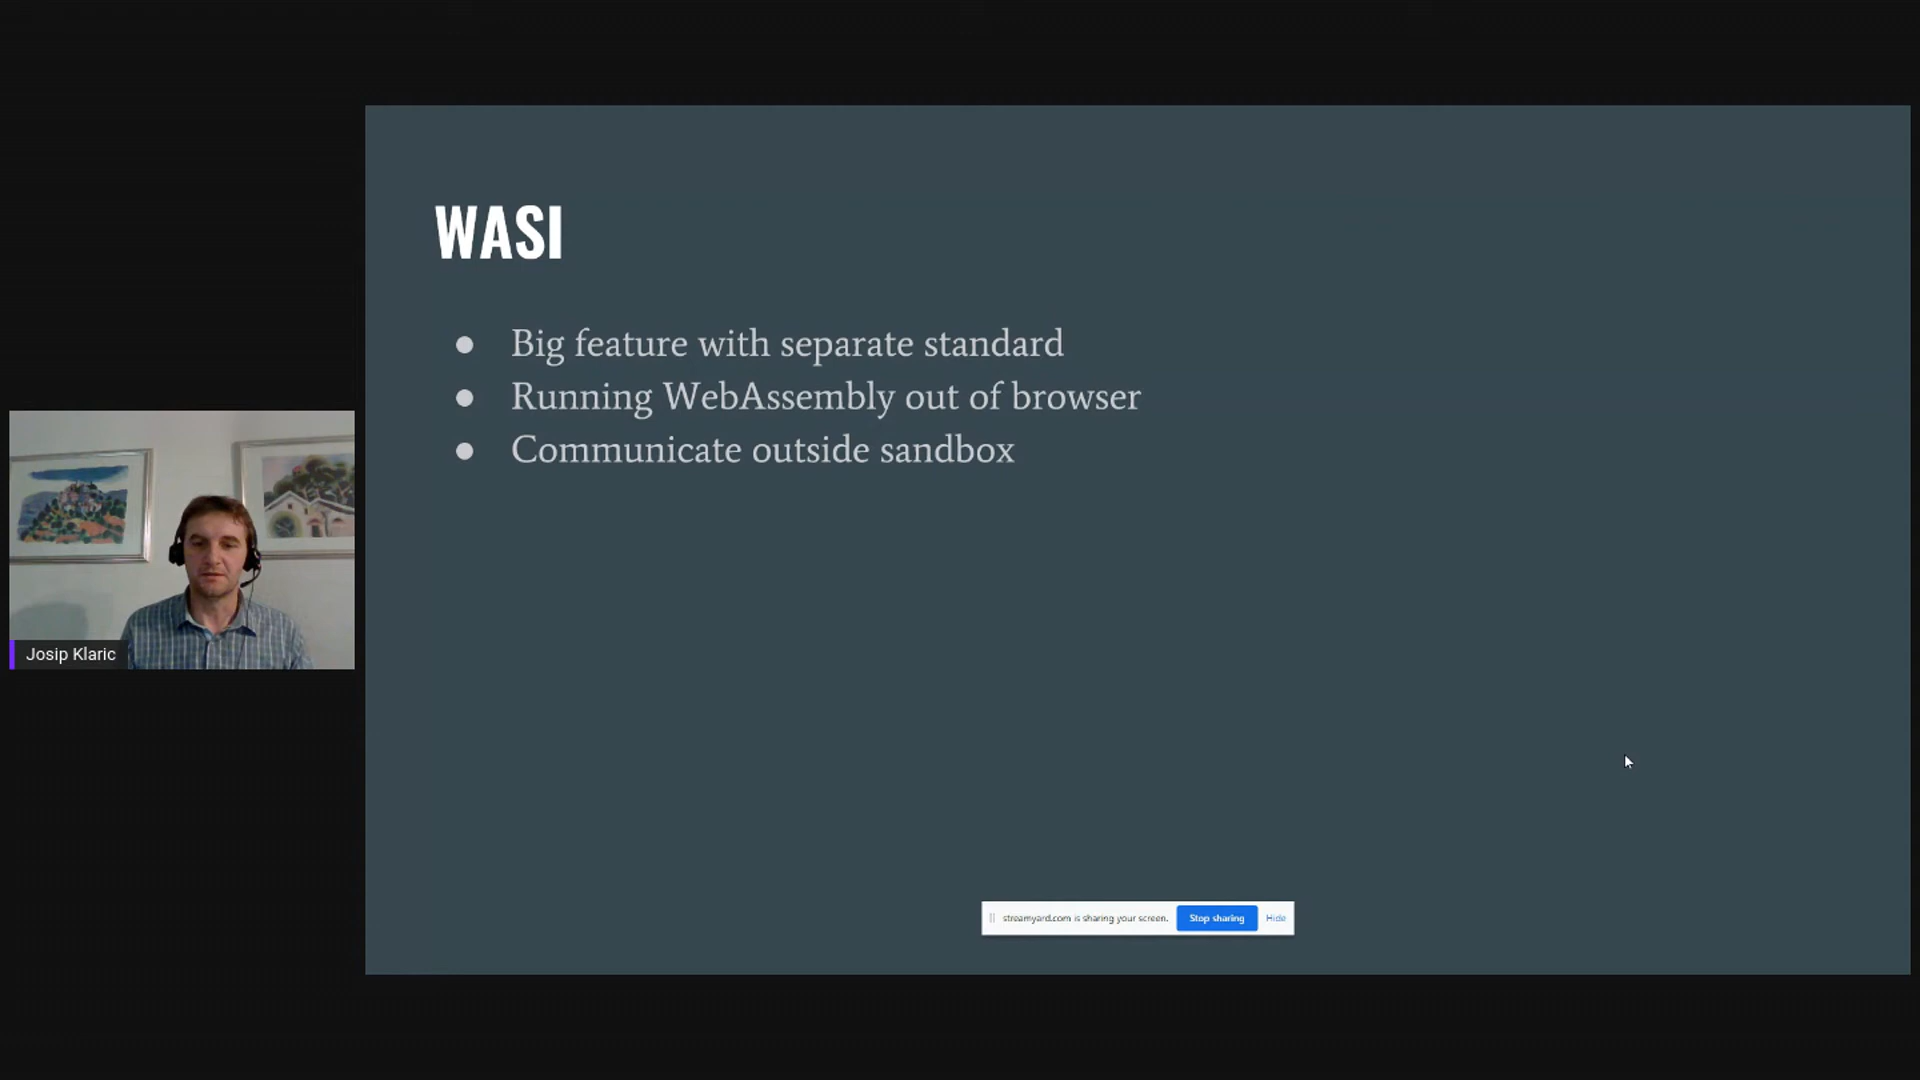 WASI
● Big feature with separate standard
● Running WebAssembly out of browser
● Communicate outside sandbox
Josip Klaric
streamyard.com is sharing your screen. Stop sharing Hide